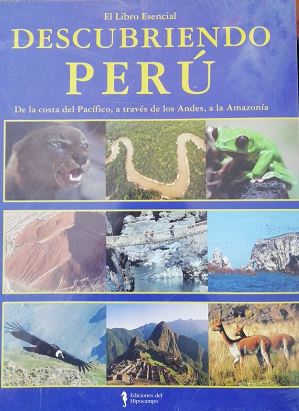 El Libro Esencial
DESCUBRIENDO
PERÚ
De la costa del Pacífico, a través de los Andes, a la Amazonía
Ediciones del
Hipocampo